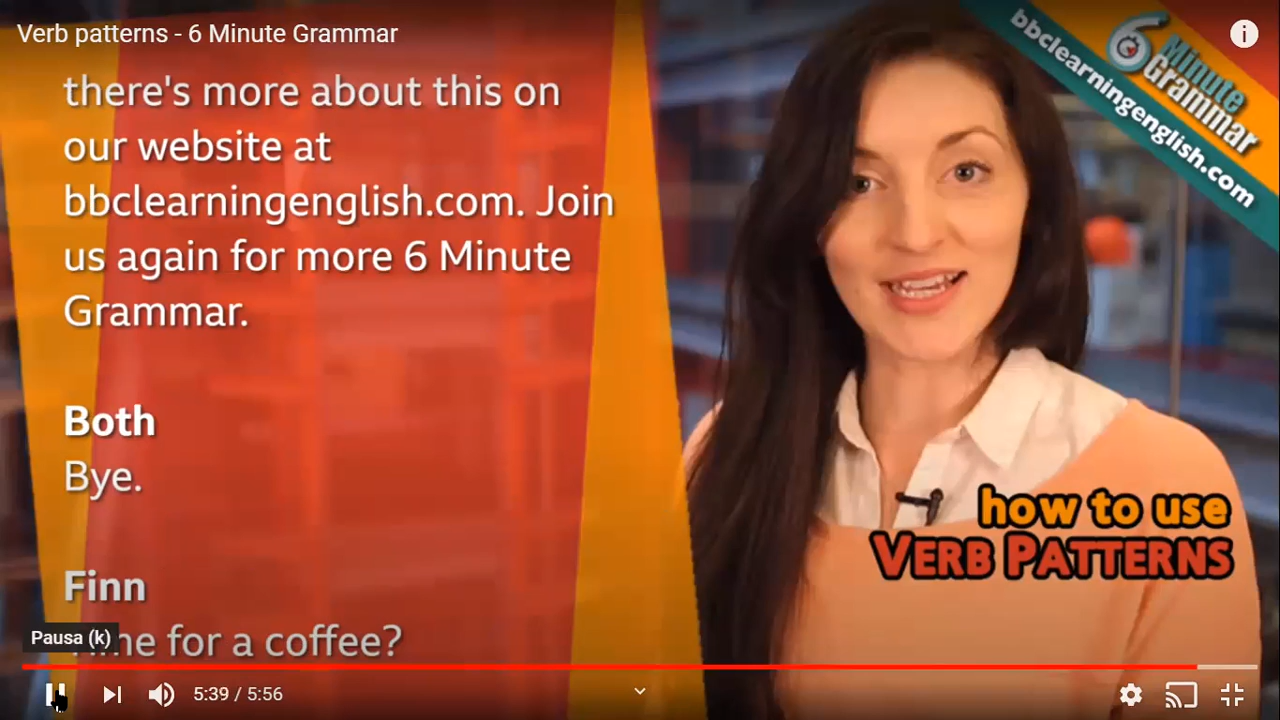 Verb patterns - 6 Minute Grammar
there's more about this on
our website at
bbclearningenglish.com. Join
us again for more 6 Minute
Grammar.
Both
Bye.
Finn
for a coffee?
bbclearningenglish.com
6 Minute
Grammar
how to use
VERB PATTERNS
Pausa (k)
5:39 / 5:56